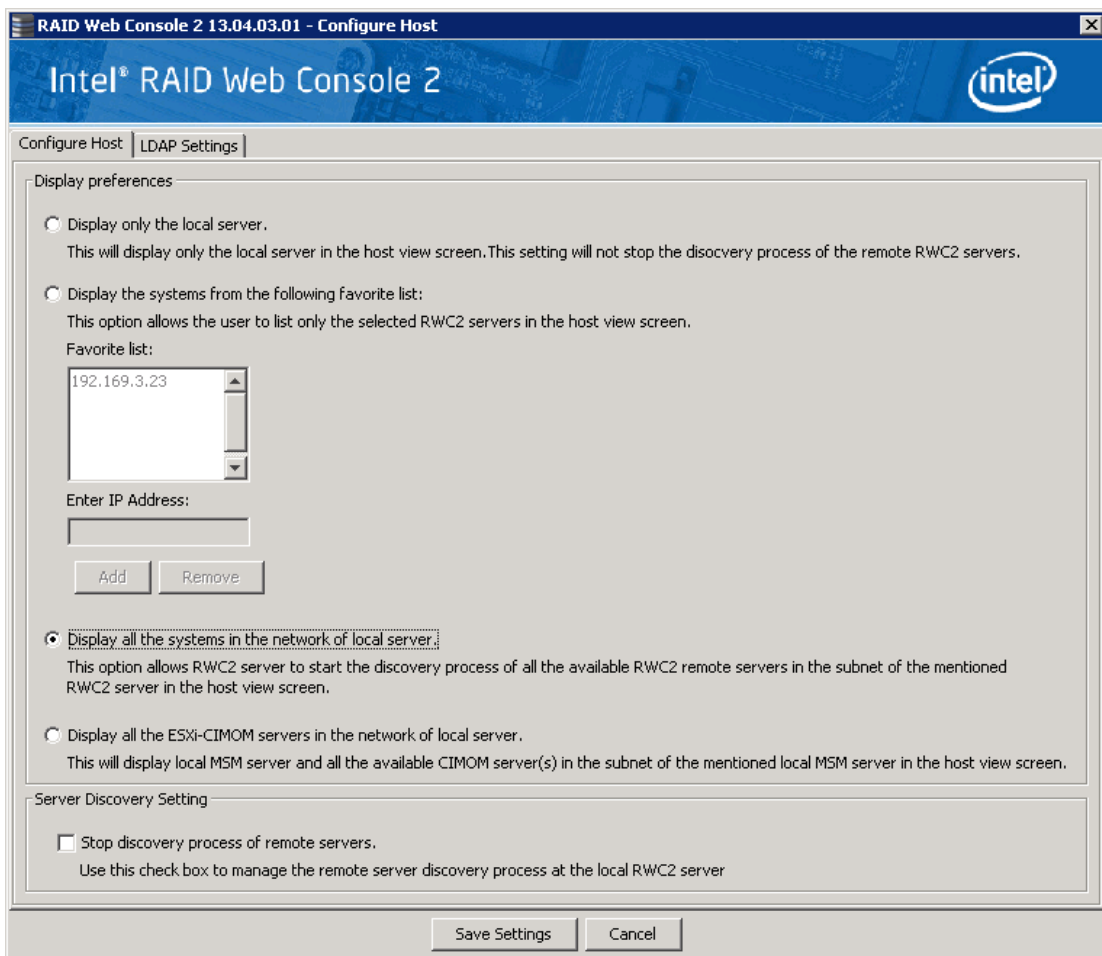 RAID Web Console 2 13.04.03.01 - Configure Host
Intel® RAID Web Console 2
intel
Configure Host
LDAP Settings
Display preferences
Display only the local server.
This will display only the local server in the host view screen.This setting will not stop the disocvery process of the remote RWC2 servers.
Display the systems from the following favorite list:
This option allows the user to list only the selected RWC2 servers in the host view screen.
Favorite list:
192.169.3.23
Enter IP Address:
Add
Remove
Display all the systems in the network of local server.
This option allows RWC2 server to start the discovery process of all the available RWC2 remote servers in the subnet of the mentioned
RWC2 server in the host view screen.
Display all the ESXi-CIMOM servers in the network of local server.
This will display local MSM server and all the available CIMOM server(s) in the subnet of the mentioned local MSM server in the host view screen.
Server Discovery Setting
Stop discovery process of remote servers.
Use this check box to manage the remote server discovery process at the local RWC2 server
Save Settings
Cancel